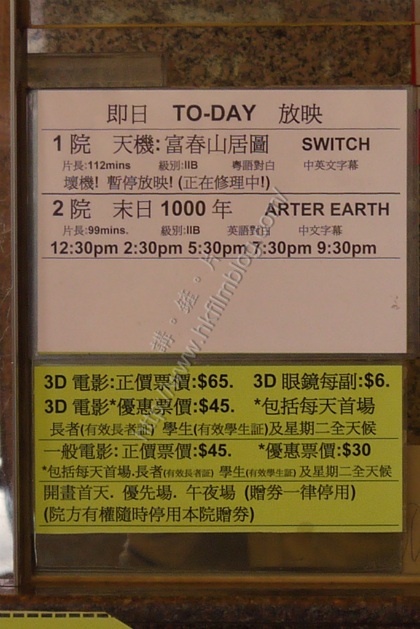 即日 TO-DAY 放映
1院 天機:富春山居圖 SWITCH
片長:112mins 級別:IIB 粵語對白 中英文字幕
壞機! 暫停放映! (正在修理中!)
2院 末日 1000 年 ARTER EARTH
片長:99mins. 級別:IIB 英語對白 中文字幕
12:30pm 2:30pm 5:30pm 7:30pm 9:30pm
3D 電影:正價票價:$65. 3D 眼鏡每副:$6.
3D 電影*優惠票價:$45. *包括每天首場
長者(有效長者証) 學生(有效學生証)及星期二全天候
一般電影: 正價票價:$45. *優惠票價:$30
*包括每天首場.長者(有效長者証) 學生(有效學生証)及星期二全天候
開畫首天. 優先場. 午夜場 (贈券一律停用)
(院方有權隨時停用本院贈券)